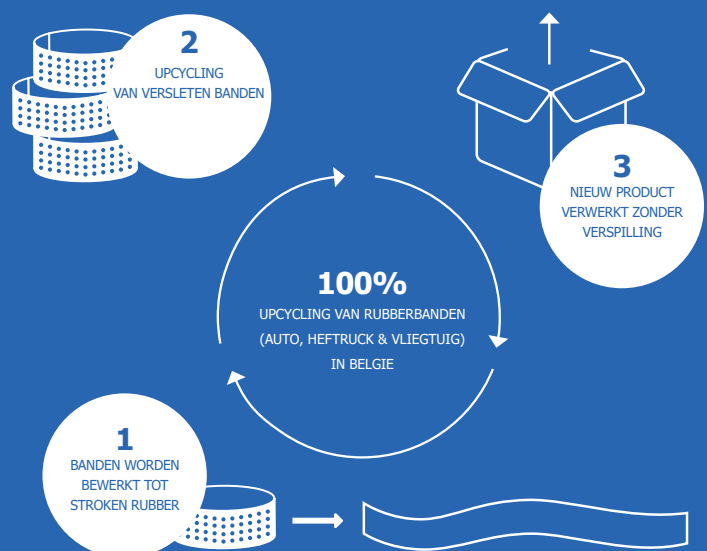 2
UPCYCLING
VAN VERSLETEN BANDEN
3
NIEUW PRODUCT
VERWERKT ZONDER
VERSPILLING
100%
UPCYCLING VAN RUBBERBANDEN
(AUTO, HEFTRUCK & VLIEGTUIG)
IN BELGIE
1
BANDEN WORDEN
BEWERKT TOT
STROKEN RUBBER